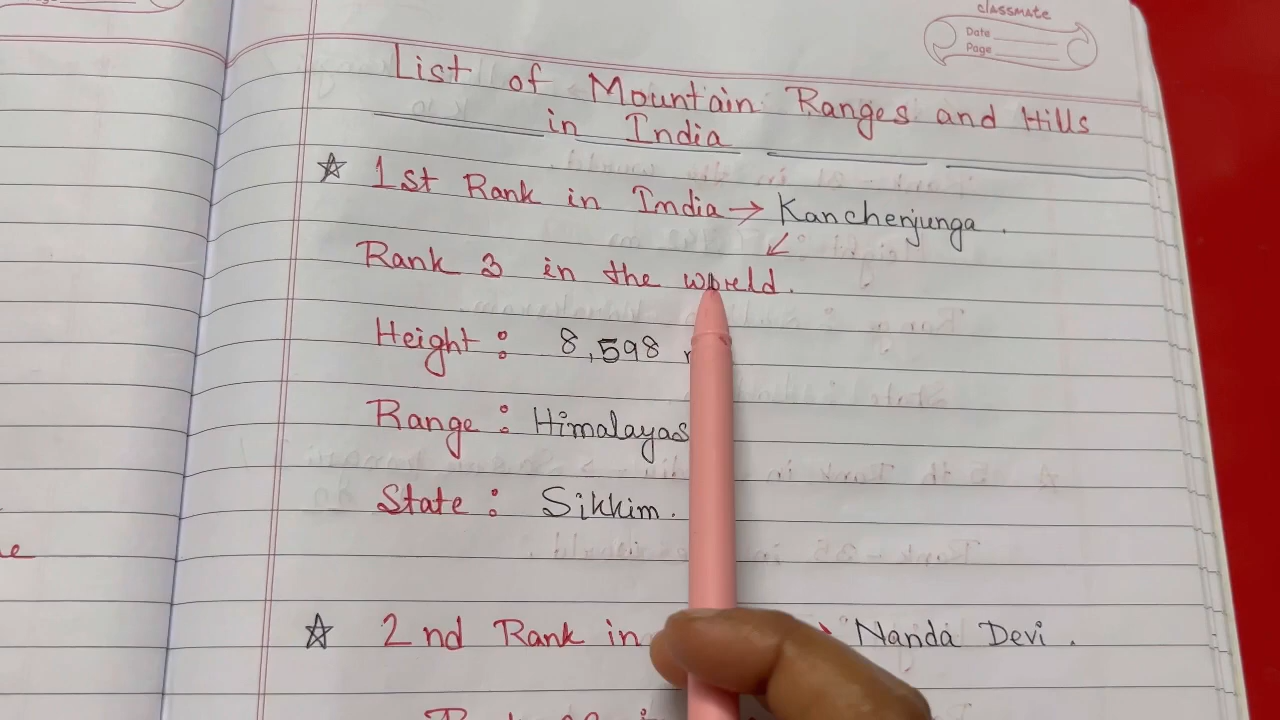 classmate
Date
Page
List of Mountain Ranges and Hills
in India
☆ 1st Rank in India → Kanchenjunga.
Rank 3 in the world.
Height : 8,598
Range : Himalayas
State : Sikkim.
☆ 2nd Rank in Nanda Devi.